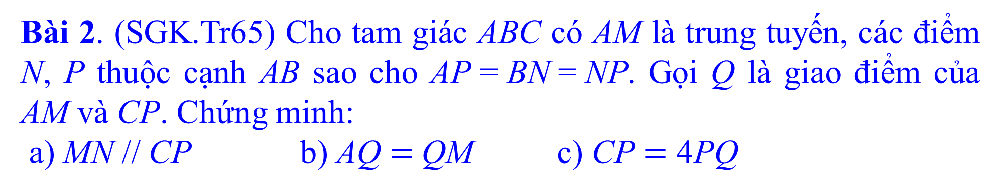 Bài 2. (SGK.Tr65) Cho tam giác ABC có AM là trung tuyến, các điểm
N, P thuộc cạnh AB sao cho AP = BN = NP. Gọi Q là giao điểm của
AM và CP. Chứng minh:
a) MN // CP b) AQ = QM c) CP = 4PQ